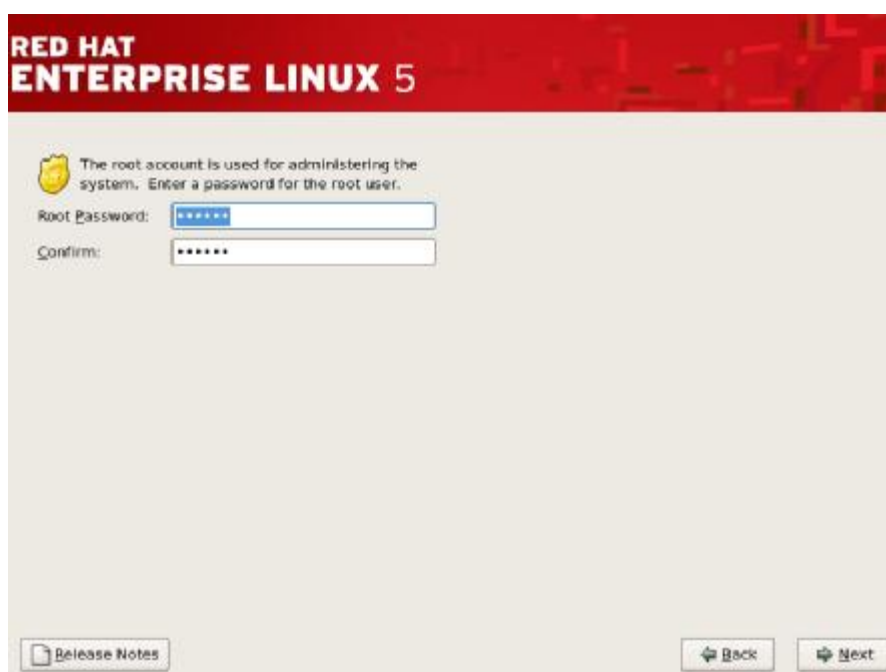 RED HAT
ENTERPRISE LINUX 5
The root account is used for administering the
system. Enter a password for the root user.
Root Password: ••••••
Confirm: ••••••
Release Notes
Back
Next